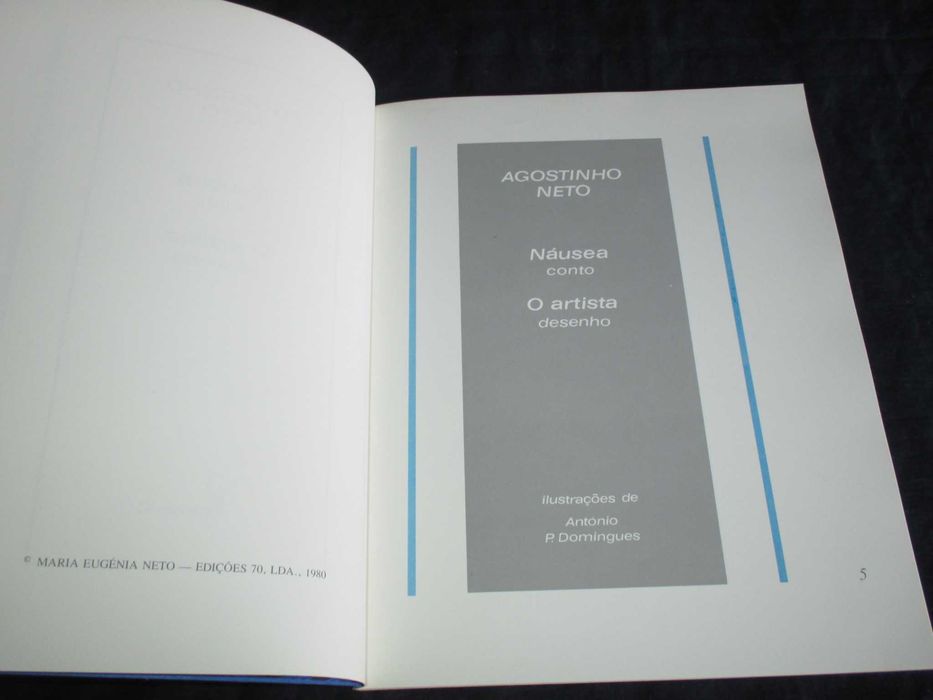 © MARIA EUGÉNIA NETO — EDIÇÕES 70, LDA., 1980
AGOSTINHO
NETO
Náusea
conto
O artista
desenho
ilustrações de
António
P. Domingues
5